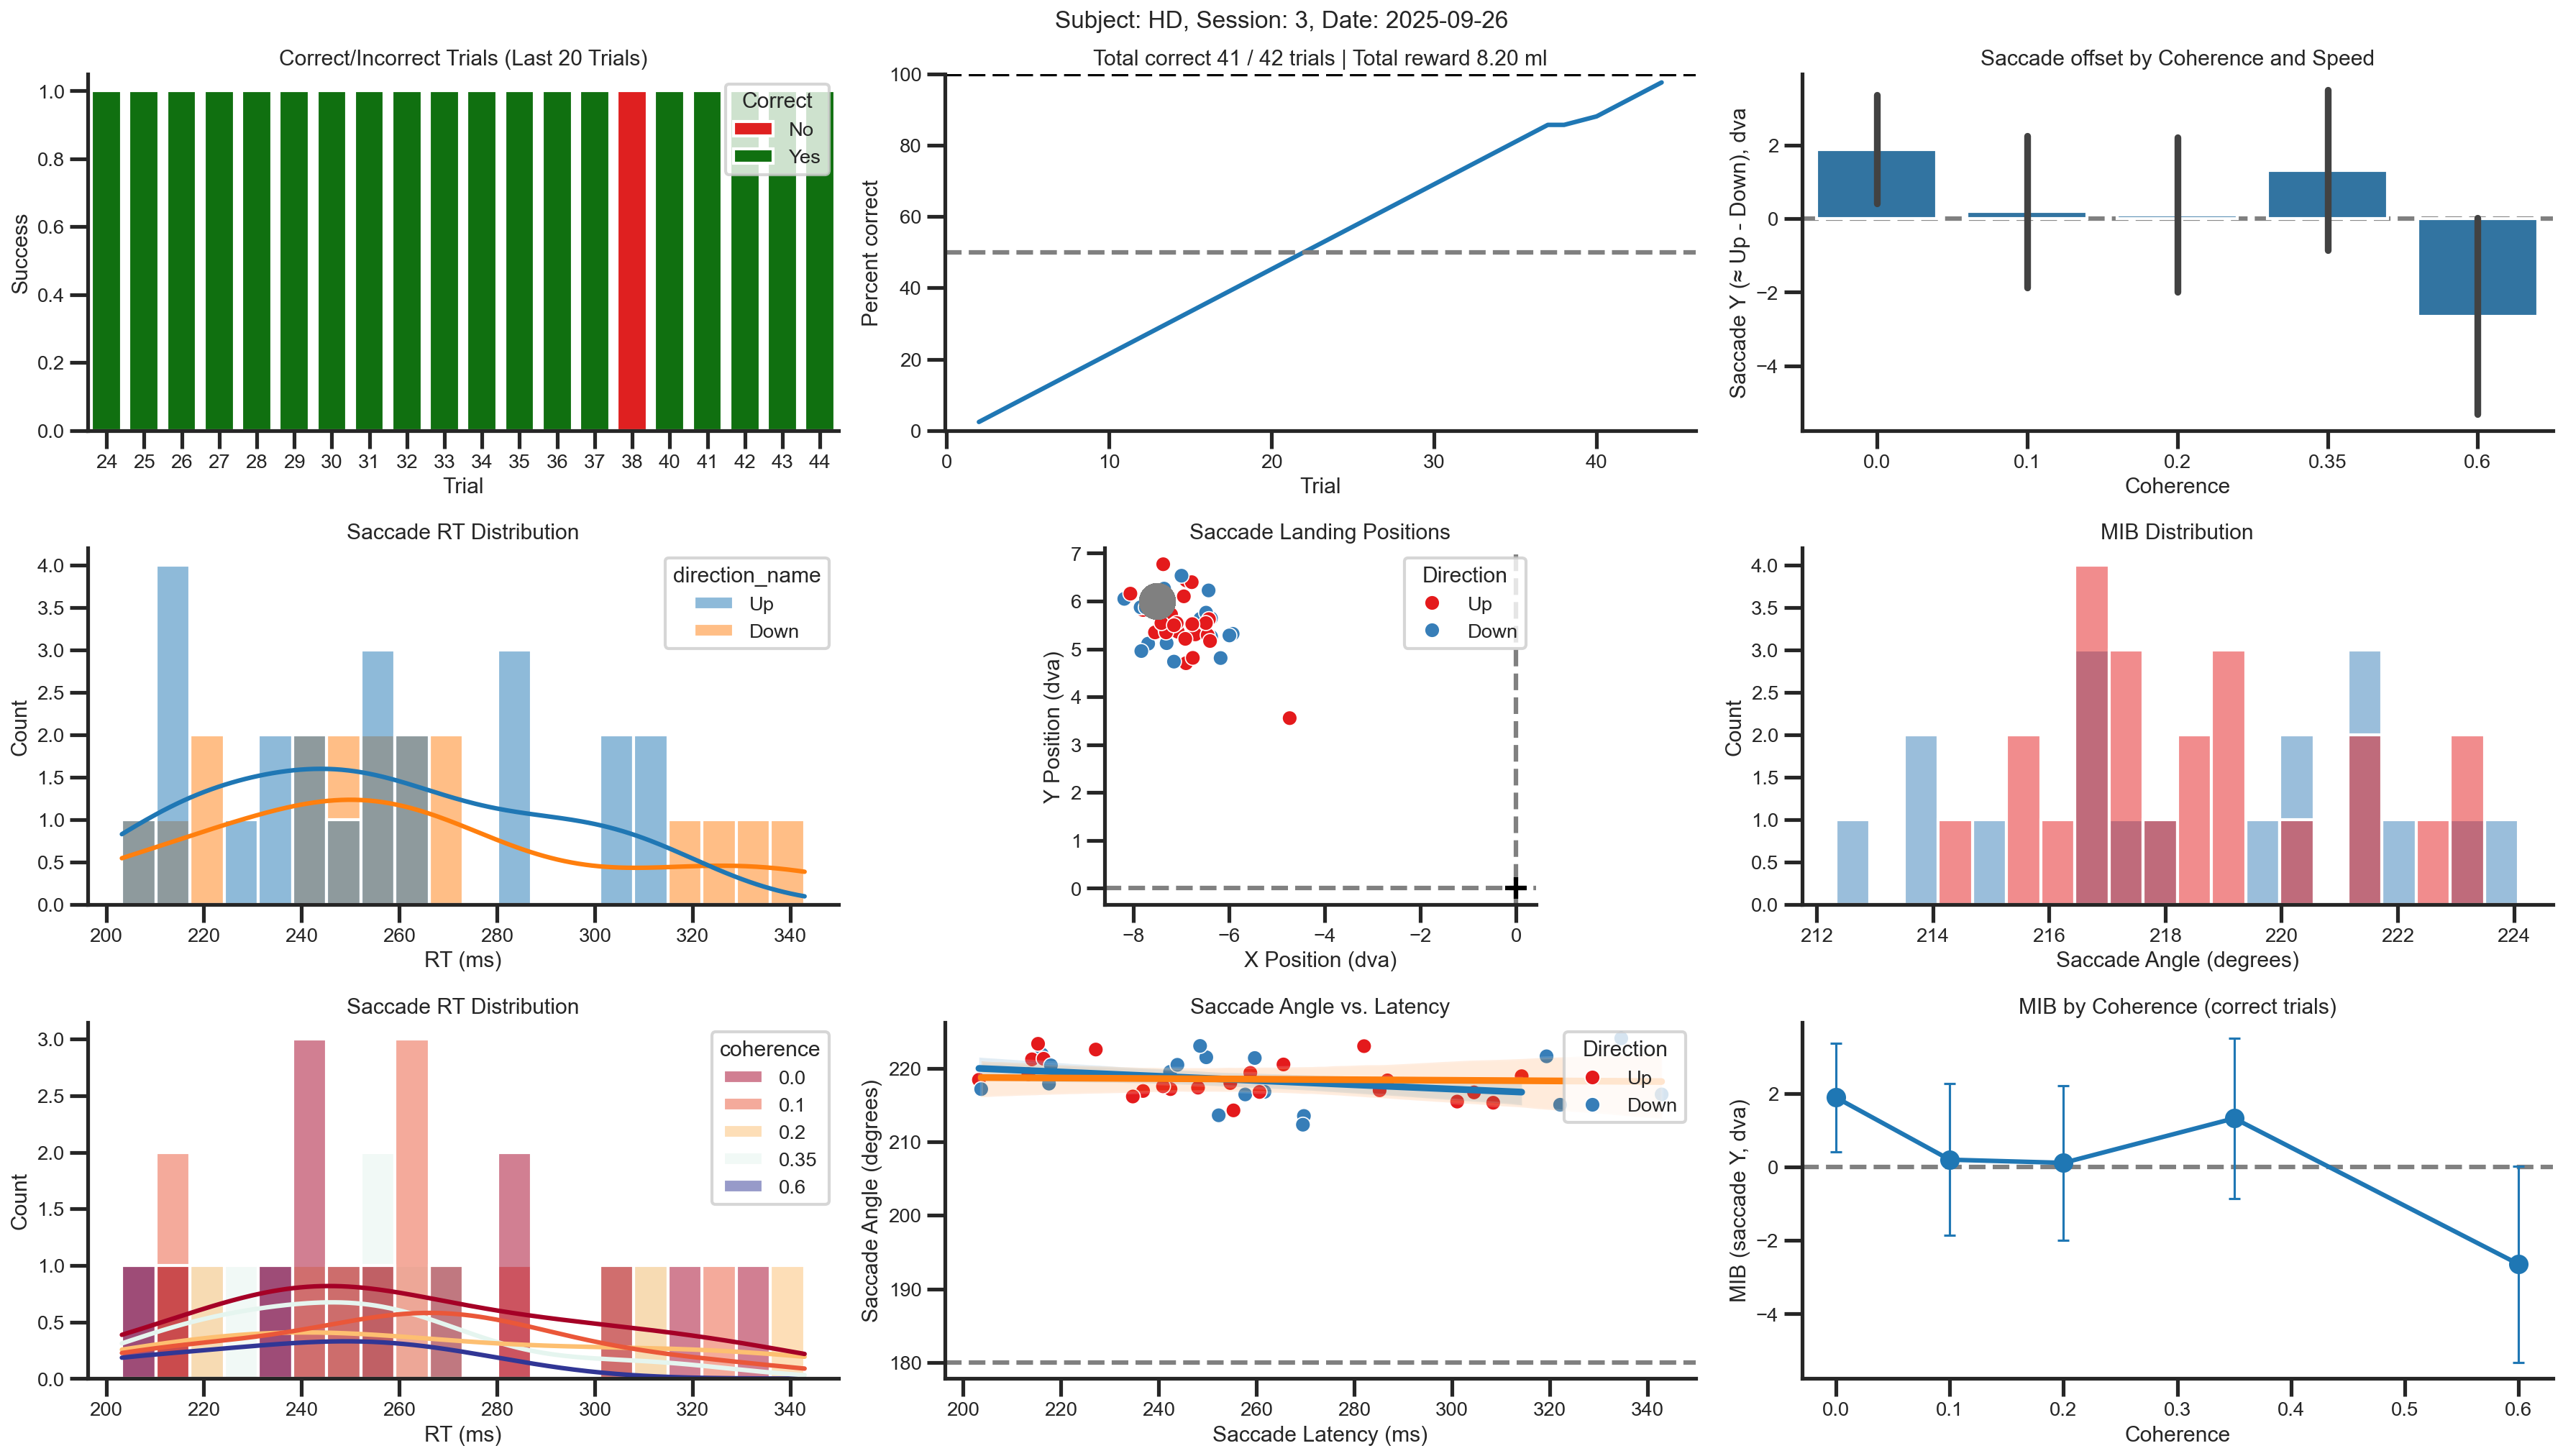 Subject: HD, Session: 3, Date: 2025-09-26
Correct/Incorrect Trials (Last 20 Trials)
Success
1.0
0.8
0.6
0.4
0.2
0.0
24 25 26 27 28 29 30 31 32 33 34 35 36 37 38 40 41 42 43 44
Trial
Correct
No
Yes
Total correct 41 / 42 trials | Total reward 8.20 ml
Percent correct
100
80
60
40
20
0
0 10 20 30 40
Trial
Saccade offset by Coherence and Speed
Saccade Y (≈ Up - Down), dva
2
0
−2
−4
0.0 0.1 0.2 0.35 0.6
Coherence
Saccade RT Distribution
Count
4.0
3.5
3.0
2.5
2.0
1.5
1.0
0.5
0.0
200 220 240 260 280 300 320 340
RT (ms)
direction_name
Up
Down
Saccade Landing Positions
Y Position (dva)
7
6
5
4
3
2
1
0
−8 −6 −4 −2 0
X Position (dva)
Direction
Up
Down
MIB Distribution
Count
4.0
3.5
3.0
2.5
2.0
1.5
1.0
0.5
0.0
212 214 216 218 220 222 224
Saccade Angle (degrees)
Saccade RT Distribution
Count
3.0
2.5
2.0
1.5
1.0
0.5
0.0
200 220 240 260 280 300 320 340
RT (ms)
coherence
0.0
0.1
0.2
0.35
0.6
Saccade Angle vs. Latency
Saccade Angle (degrees)
220
210
200
190
180
200 220 240 260 280 300 320 340
Saccade Latency (ms)
Direction
Up
Down
MIB by Coherence (correct trials)
MIB (saccade Y, dva)
2
0
−2
−4
0.0 0.1 0.2 0.3 0.4 0.5 0.6
Coherence